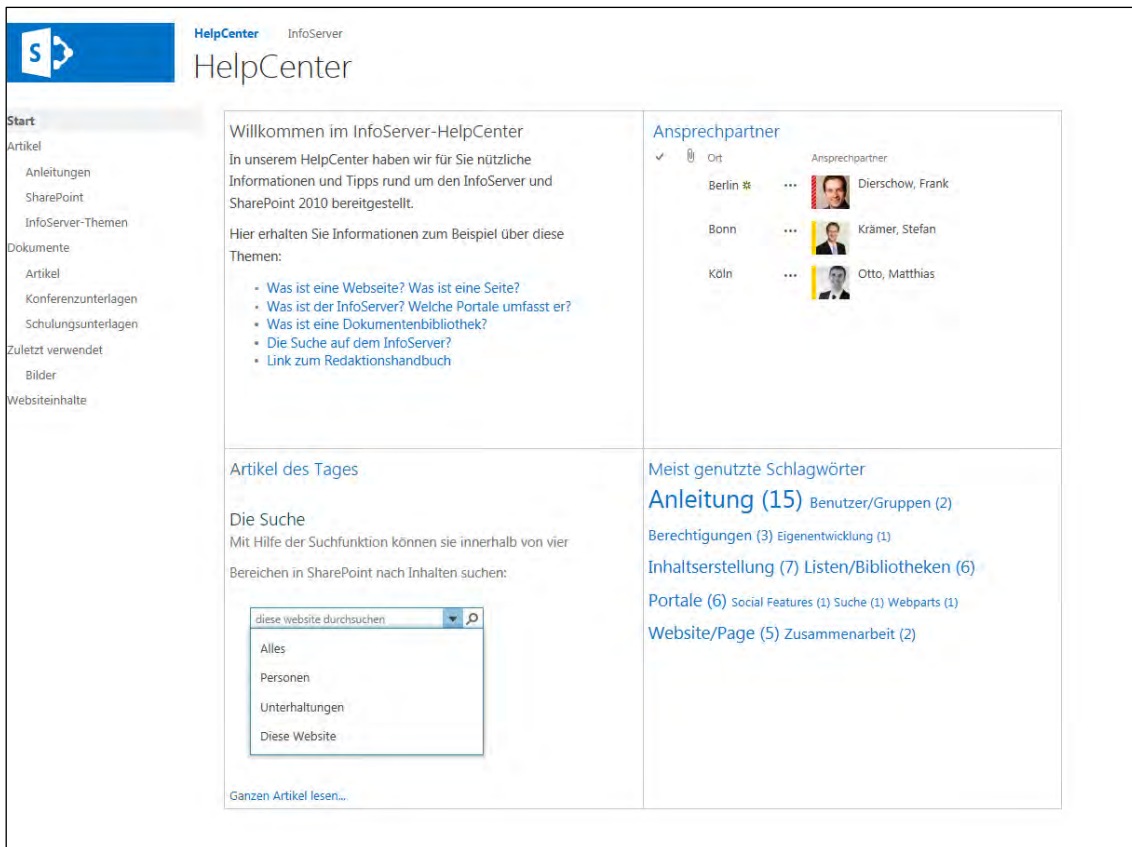 S
HelpCenter InfoServer
HelpCenter
Start
Artikel
Anleitungen
SharePoint
InfoServer-Themen
Dokumente
Artikel
Konferenzunterlagen
Schulungsunterlagen
Zuletzt verwendet
Bilder
Websiteinhalte
Willkommen im InfoServer-HelpCenter
In unserem HelpCenter haben wir für Sie nützliche
Informationen und Tipps rund um den InfoServer und
SharePoint 2010 bereitgestellt.
Hier erhalten Sie Informationen zum Beispiel über diese
Themen:
Was ist eine Webseite? Was ist eine Seite?
Was ist der InfoServer? Welche Portale umfasst er?
Was ist eine Dokumentenbibliothek?
Die Suche auf dem InfoServer?
Link zum Redaktionshandbuch
Ansprechpartner
Ort Ansprechpartner
Berlin ... Dierschow, Frank
Bonn ... Krämer, Stefan
Köln ... Otto, Matthias
Artikel des Tages
Die Suche
Mit Hilfe der Suchfunktion können sie innerhalb von vier
Bereichen in SharePoint nach Inhalten suchen:
diese website durchsuchen
Alles
Personen
Unterhaltungen
Diese Website
Ganzen Artikel lesen...
Meist genutzte Schlagwörter
Anleitung (15) Benutzer/Gruppen (2)
Berechtigungen (3) Eigenentwicklung (1)
Inhaltserstellung (7) Listen/Bibliotheken (6)
Portale (6) Social Features (1) Suche (1) Webparts (1)
Website/Page (5) Zusammenarbeit (2)